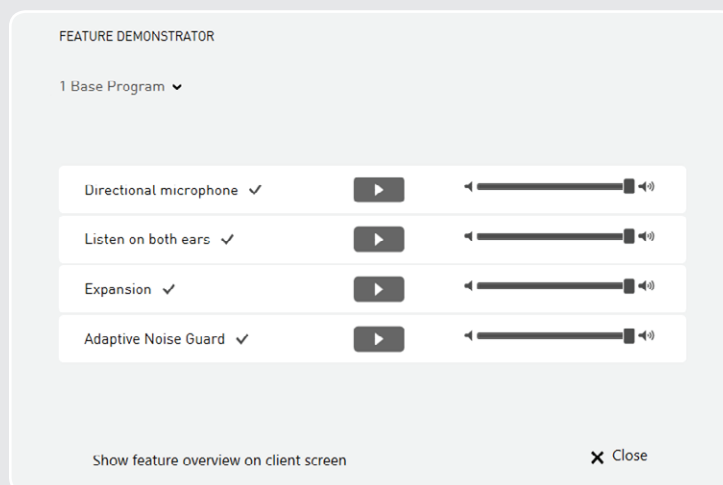 FEATURE DEMONSTRATOR
1 Base Program
Directional microphone
Listen on both ears
Expansion
Adaptive Noise Guard
Show feature overview on client screen
Close